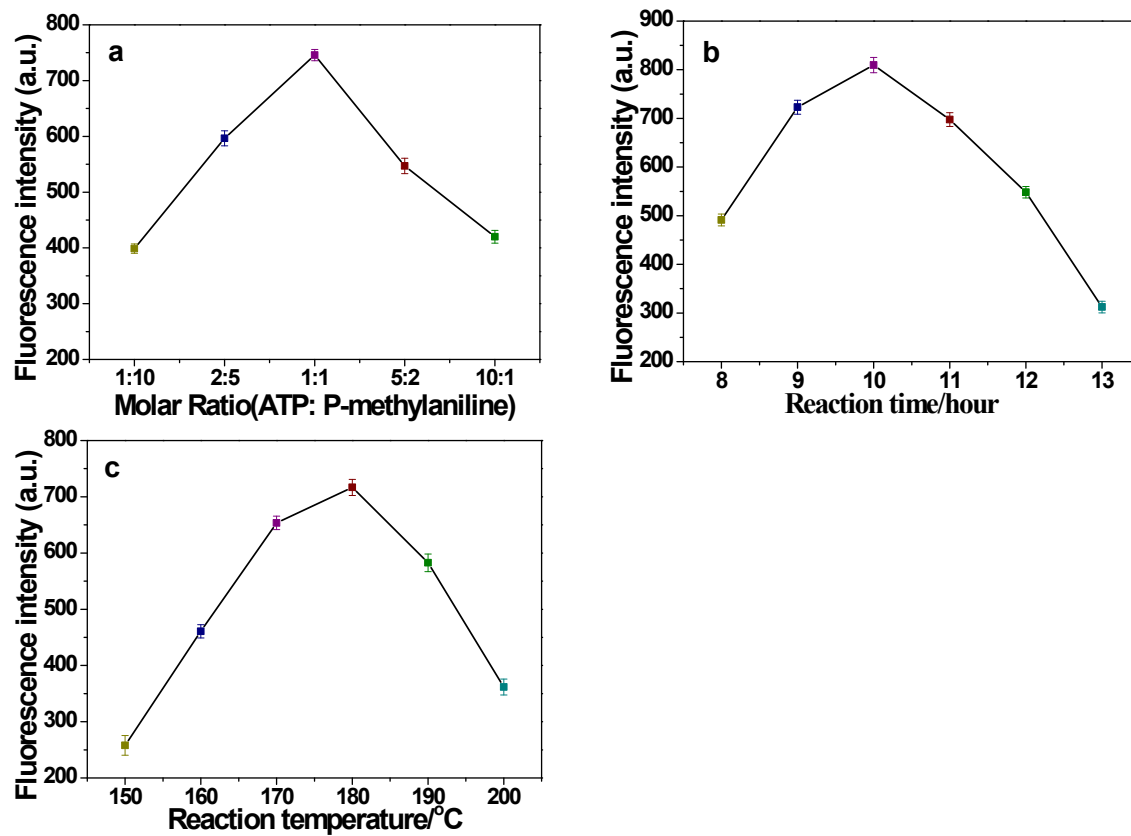 a
Fluorescence intensity (a.u.)
800
700
600
500
400
300
200
1:10 2:5 1:1 5:2 10:1
Molar Ratio(ATP: P-methylaniline)
b
Fluorescence intensity (a.u.)
900
800
700
600
500
400
300
200
8 9 10 11 12 13
Reaction time/hour
c
Fluorescence intensity (a.u.)
800
700
600
500
400
300
200
150 160 170 180 190 200
Reaction temperature/°C